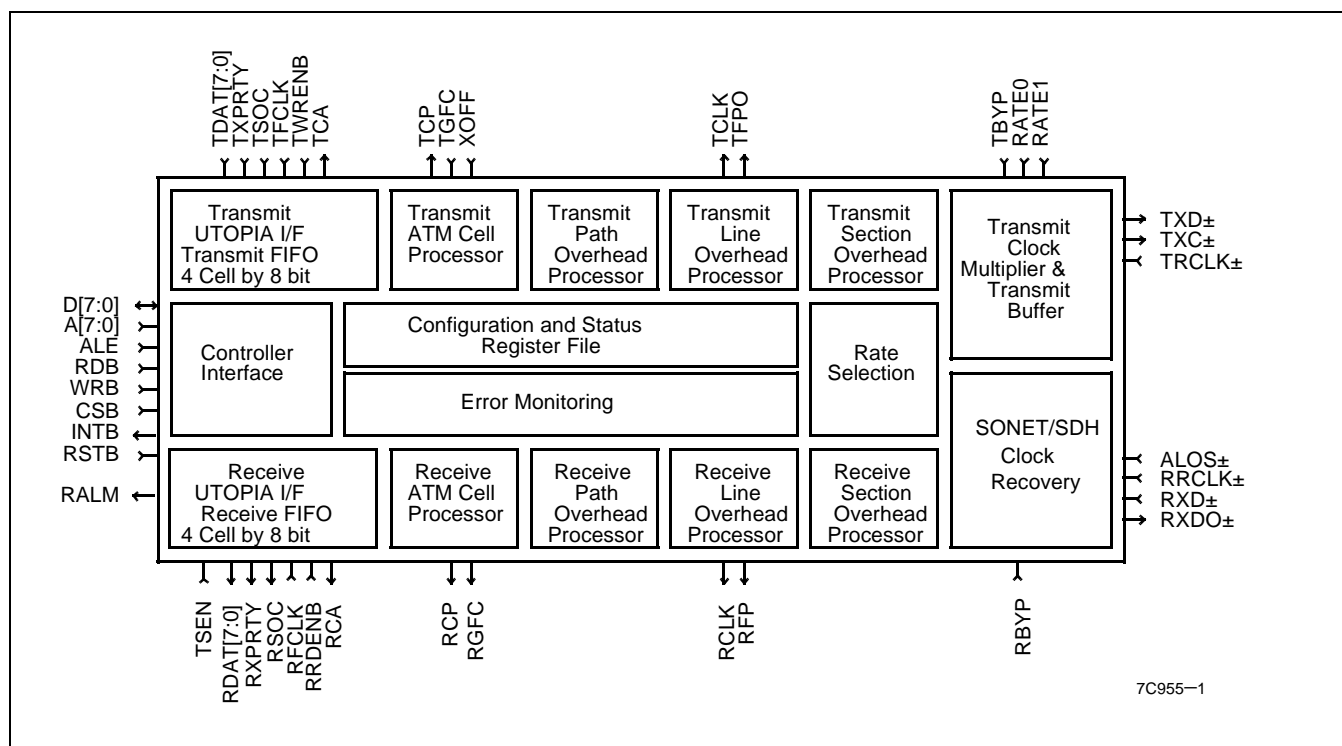 TDAT[7:0]
TXPRTY
TSOC
TFCLK
TWRENB
TCA
TCP
TGFC
XOFF
TCLK
TFPO
TBYP
RATE0
RATE1
Transmit
UTOPIA I/F
Transmit FIFO
4 Cell by 8 bit
Transmit
ATM Cell
Processor
Transmit
Path
Overhead
Processor
Transmit
Line
Overhead
Processor
Transmit
Section
Overhead
Processor
Transmit
Clock
Multiplier &
Transmit
Buffer
TXD±
TXC±
TRCLK±
D[7:0]
A[7:0]
ALE
RDB
WRB
CSB
INTB
RSTB
RALM
Controller
Interface
Configuration and Status
Register File
Error Monitoring
Rate
Selection
SONET/SDH
Clock
Recovery
ALOS±
RRCLK±
RXD±
RXDO±
Receive
UTOPIA I/F
Receive FIFO
4 Cell by 8 bit
Receive
ATM Cell
Processor
Receive
Path
Overhead
Processor
Receive
Line
Overhead
Processor
Receive
Section
Overhead
Processor
TSEN
RDAT[7:0]
RXPRTY
RSOC
RFCLK
RRDENB
RCA
RCP
RGFC
RCLK
RFP
RBYP
7C955–1